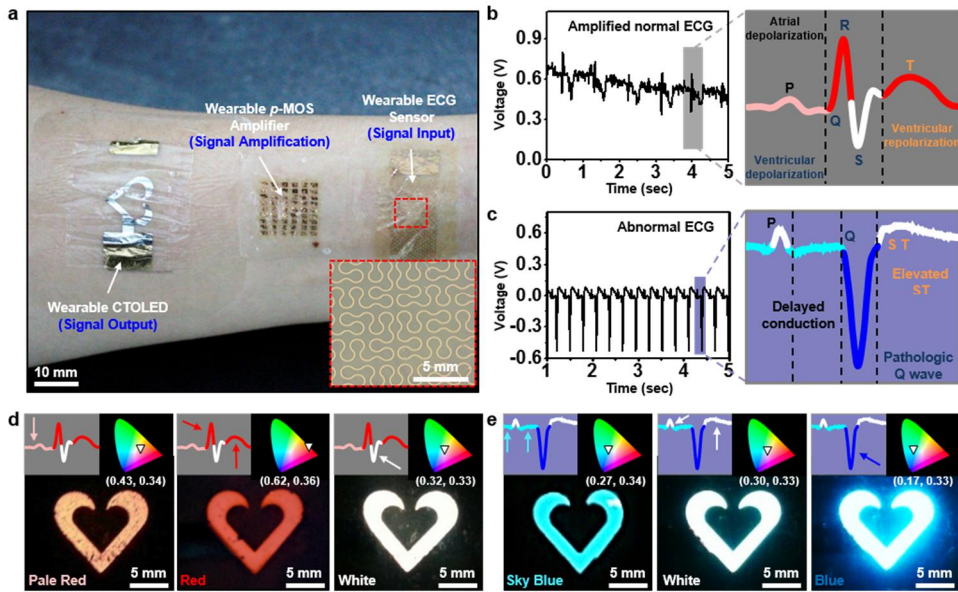 a
Wearable p-MOS
Amplifier
(Signal Amplification)
Wearable ECG
Sensor
(Signal Input)
Wearable CTOLED
(Signal Output)
10 mm
5 mm
b
Amplified normal ECG
Voltage (V)
0.9
0.6
0.3
0.0
0 1 2 3 4 5
Time (sec)
Atrial
depolarization
P
R
Q
S
T
Ventricular
depolarization
Ventricular
repolarization
c
Abnormal ECG
Voltage (V)
0.6
0.3
0.0
-0.3
-0.6
1 2 3 4 5
Time (sec)
P
Q
S T
Elevated
ST
Delayed
conduction
Pathologic
Q wave
d
(0.43, 0.34)
Pale Red
5 mm
(0.62, 0.36)
Red
5 mm
(0.32, 0.33)
White
5 mm
e
(0.27, 0.34)
Sky Blue
5 mm
(0.30, 0.33)
White
5 mm
(0.17, 0.33)
Blue
5 mm